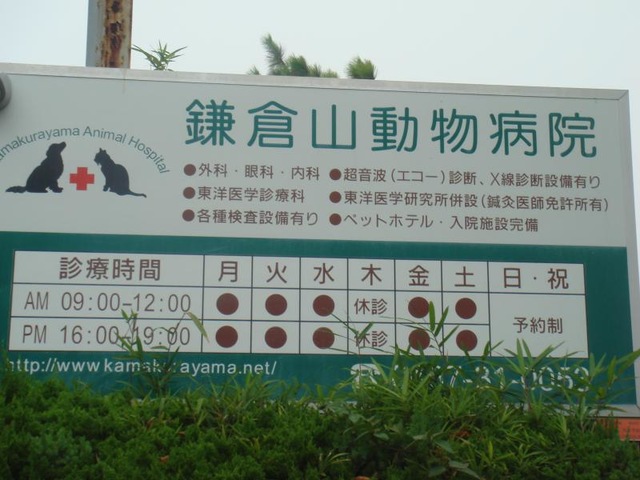 Kamakurayama Animal Hospital
鎌倉山動物病院
●外科・眼科・内科 ●超音波（エコー）診断、X線診断設備有り
●東洋医学診療科 ●東洋医学研究所併設（鍼灸医師免許所有）
●各種検査設備有り ●ペットホテル・入院施設完備
診療時間 月 火 水 木 金 土 日・祝
AM 09:00-12:00 ● ● ● 休診 ● ● 予約制
PM 16:00-19:00 ● ● ● 休診 ● ●
http://www.kamakurayama.net/